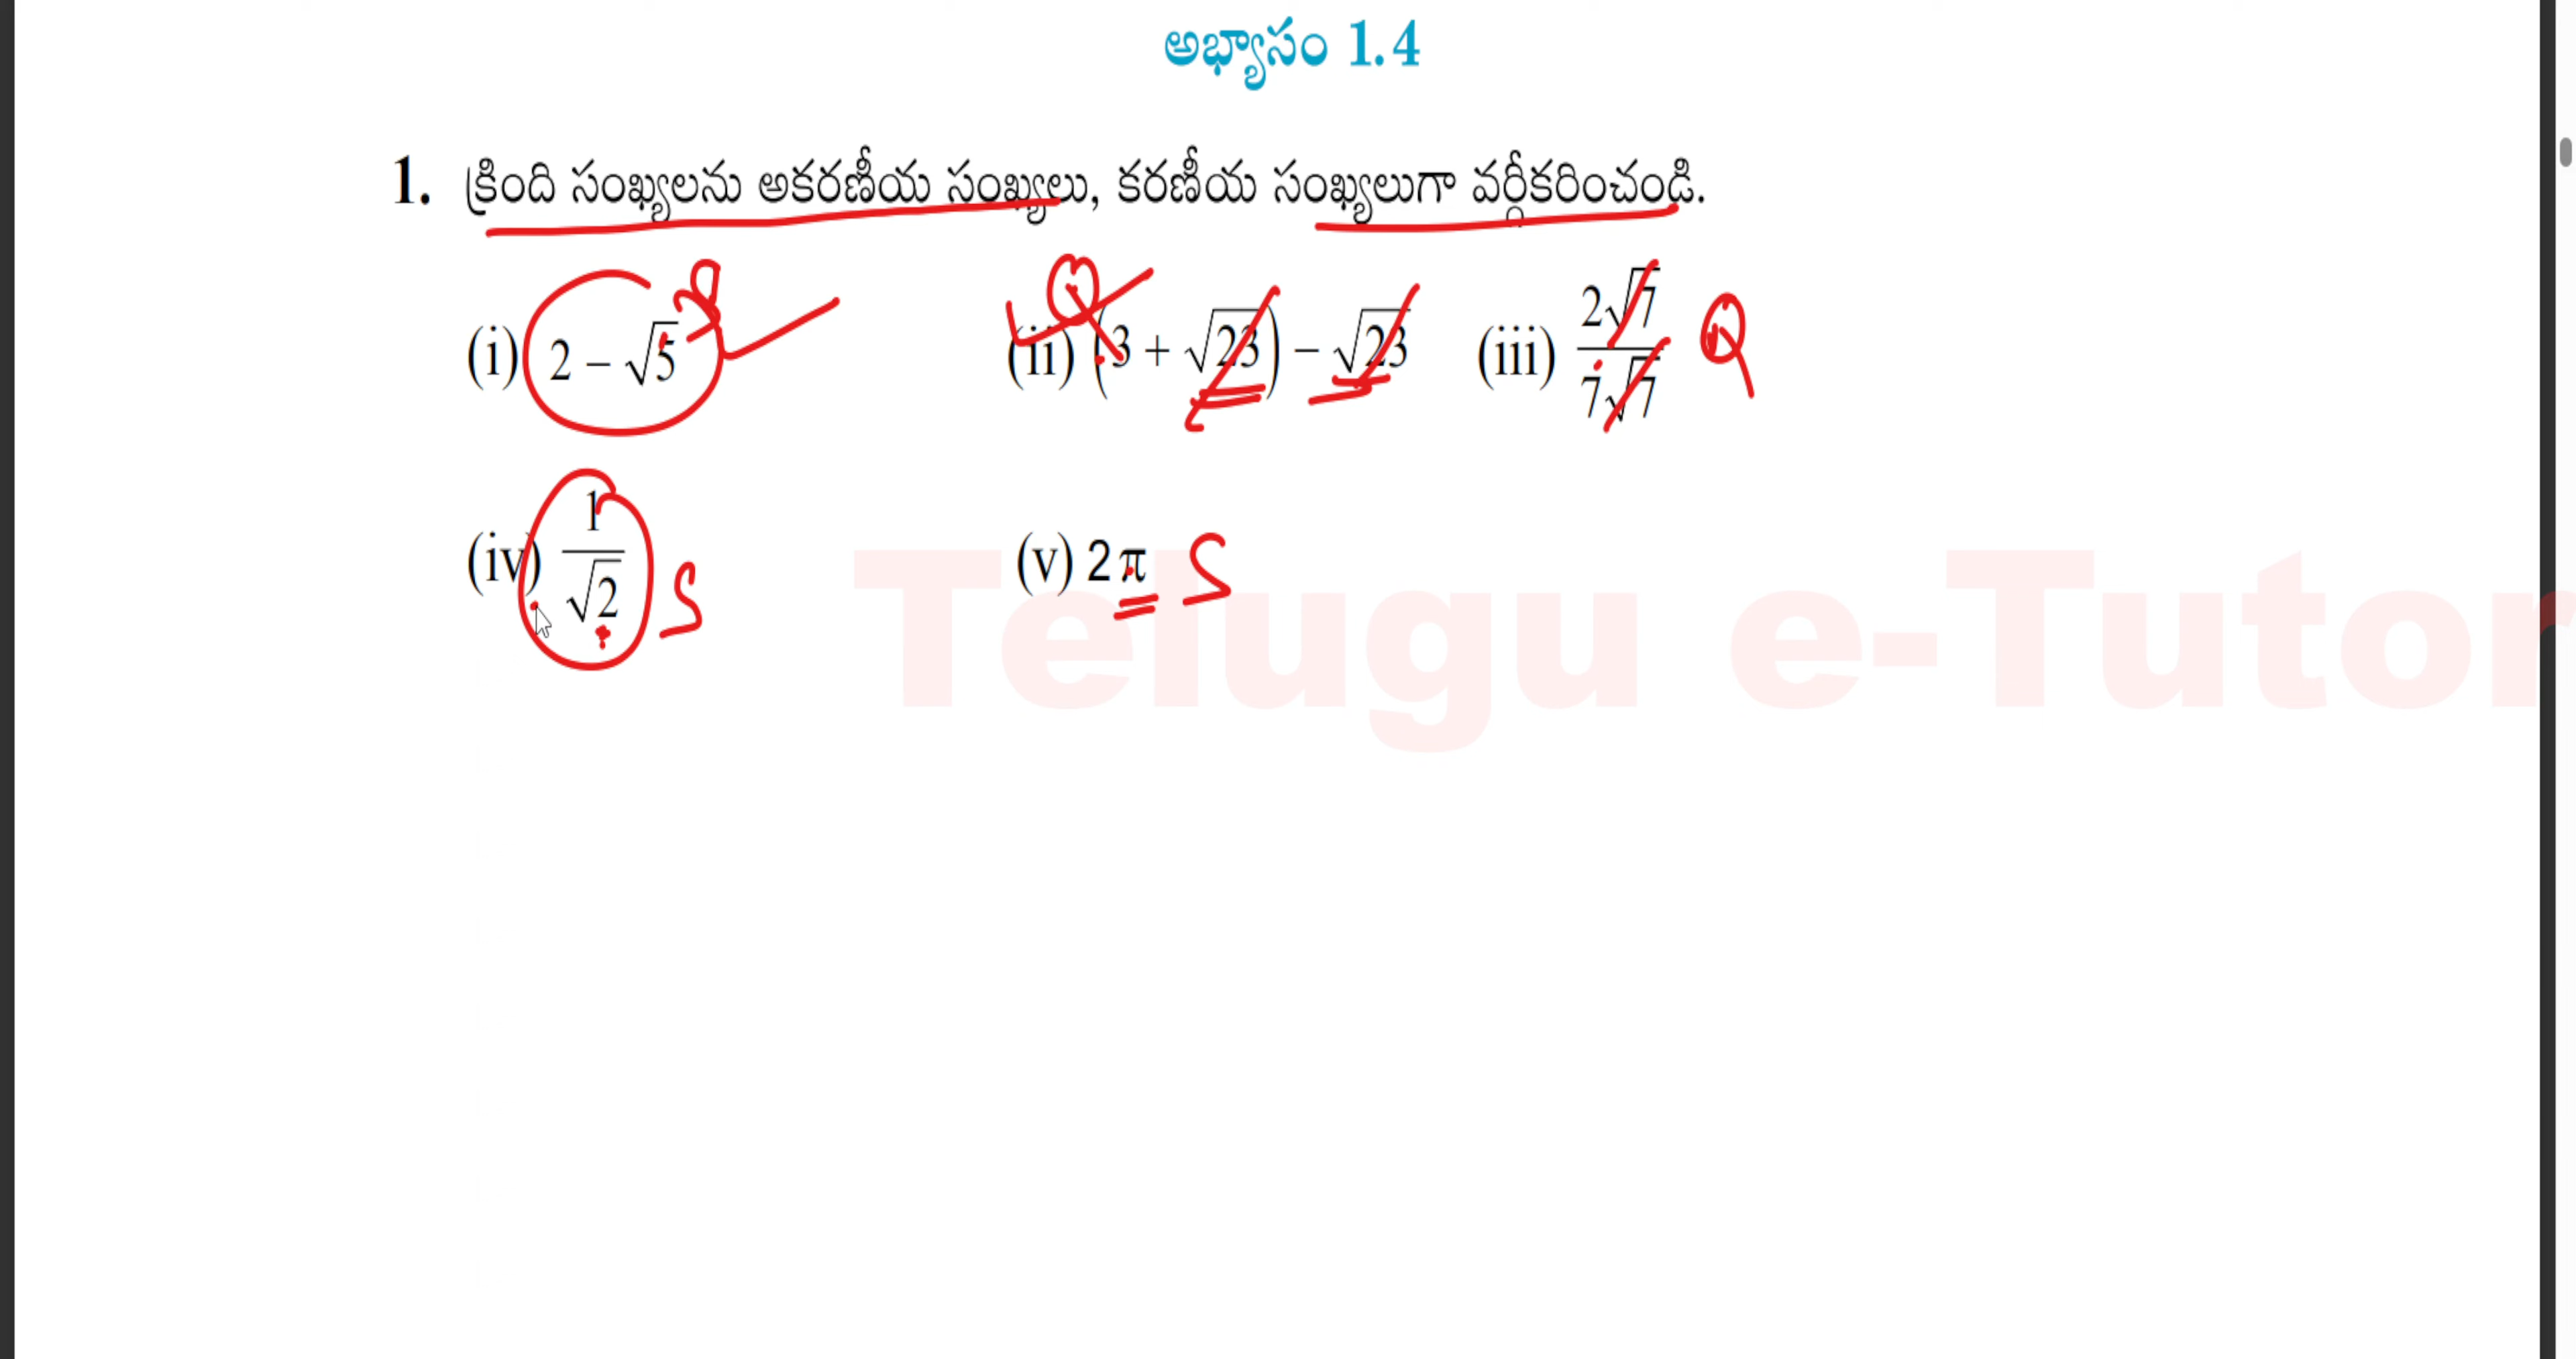 అభ్యాసం 1.4
1. క్రింది సంఖ్యలను అకరణీయ సంఖ్యలు, కరణీయ సంఖ్యలుగా వర్గీకరించండి.
(i) 2 – √5 S (ii) (3 + √23) – √23 Q (iii) 2√7 / 7√7 Q
(iv) 1 / √2 S (v) 2π S
Telugu e-Tutor